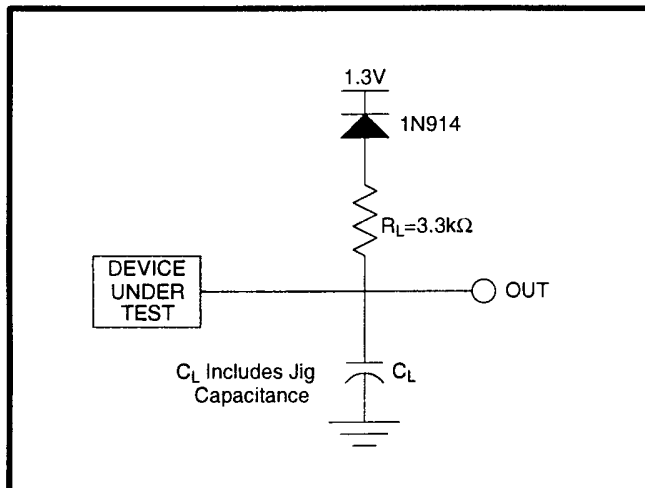 1.3V
1N914
R_L=3.3kΩ
DEVICE
UNDER
TEST
OUT
C_L Includes Jig
Capacitance
C_L